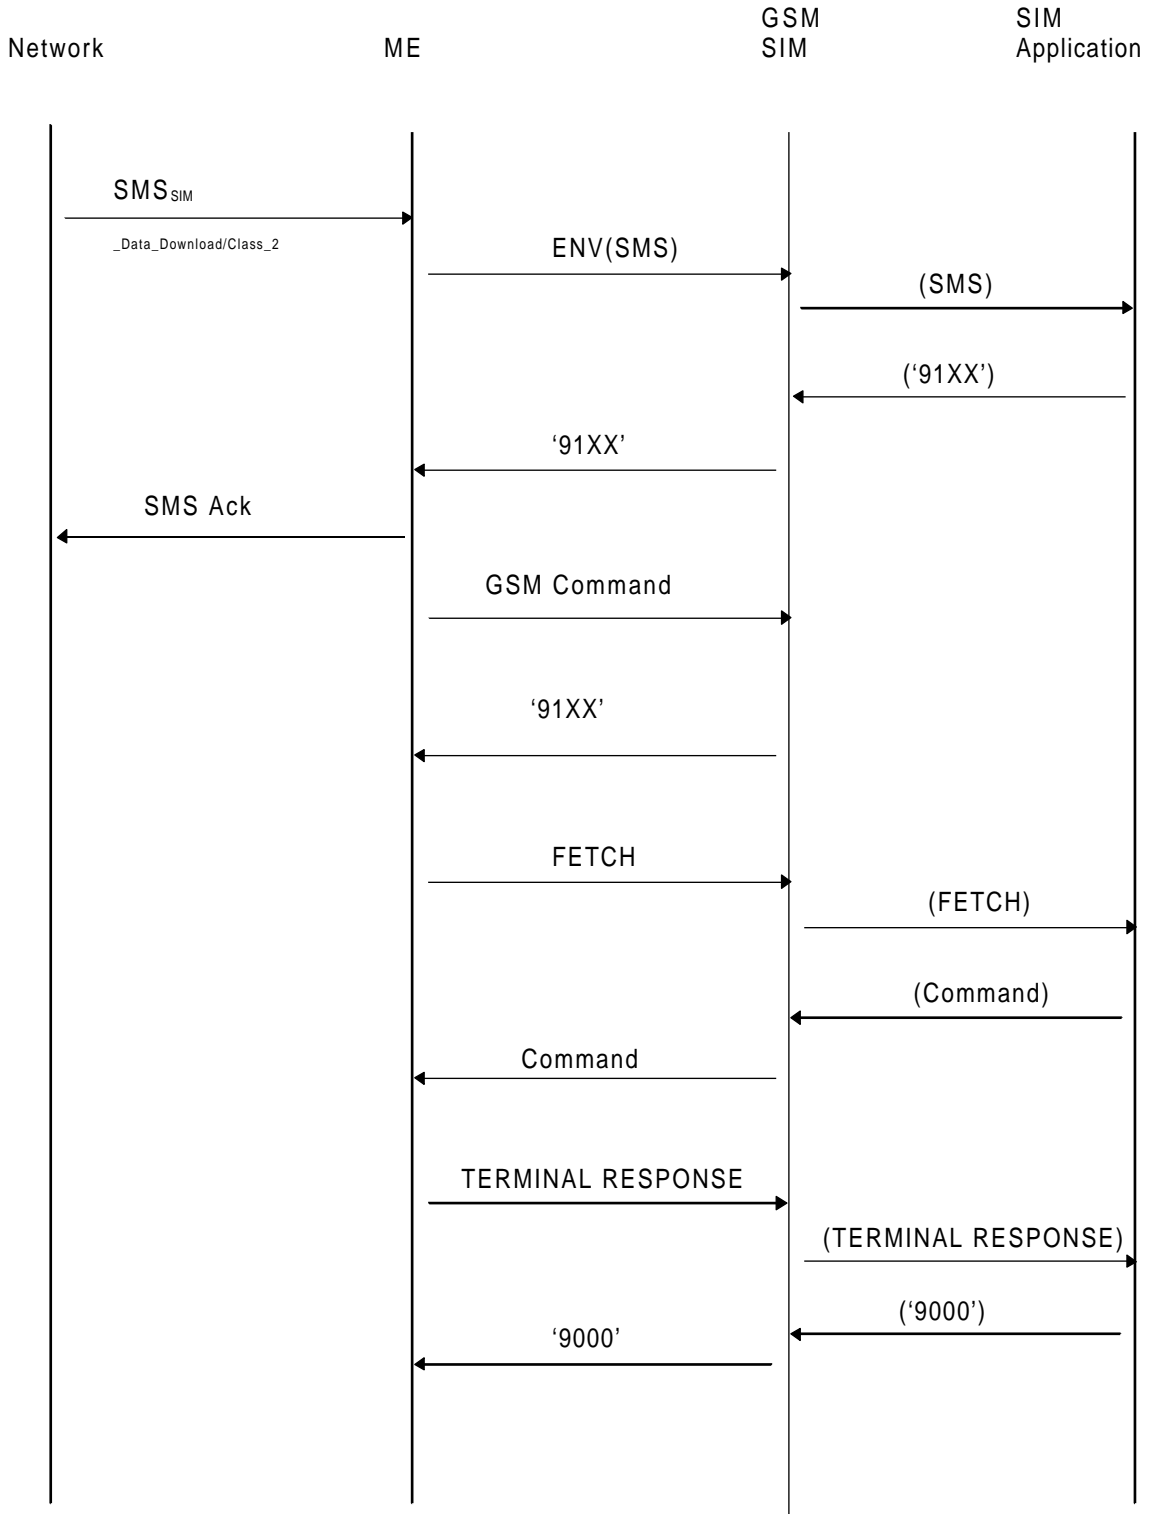 GSM
SIM
SIM
Application
Network
ME
SMS SIM
_Data_Download/Class_2
ENV(SMS)
(SMS)
(‘91XX’)
‘91XX’
SMS Ack
GSM Command
‘91XX’
FETCH
(FETCH)
(Command)
Command
TERMINAL RESPONSE
(TERMINAL RESPONSE)
(‘9000’)
‘9000’